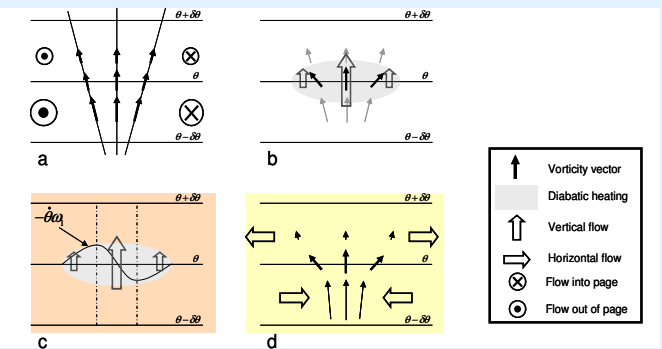 θ+δθ
θ
θ−δθ
a
θ+δθ
θ
θ−δθ
b
θ+δθ
−θ̇ω₁
θ
θ−δθ
c
θ+δθ
θ
θ−δθ
d
Vorticity vector
Diabatic heating
Vertical flow
Horizontal flow
Flow into page
Flow out of page